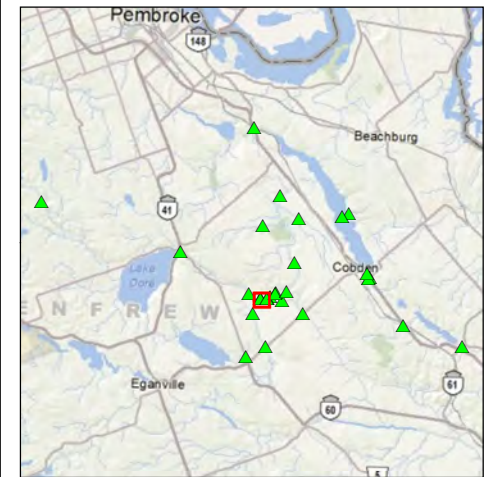 Pembroke
148
Beachburg
41
Lake
Dore
Cobden
E N F R E W
Eganville
60
61
5